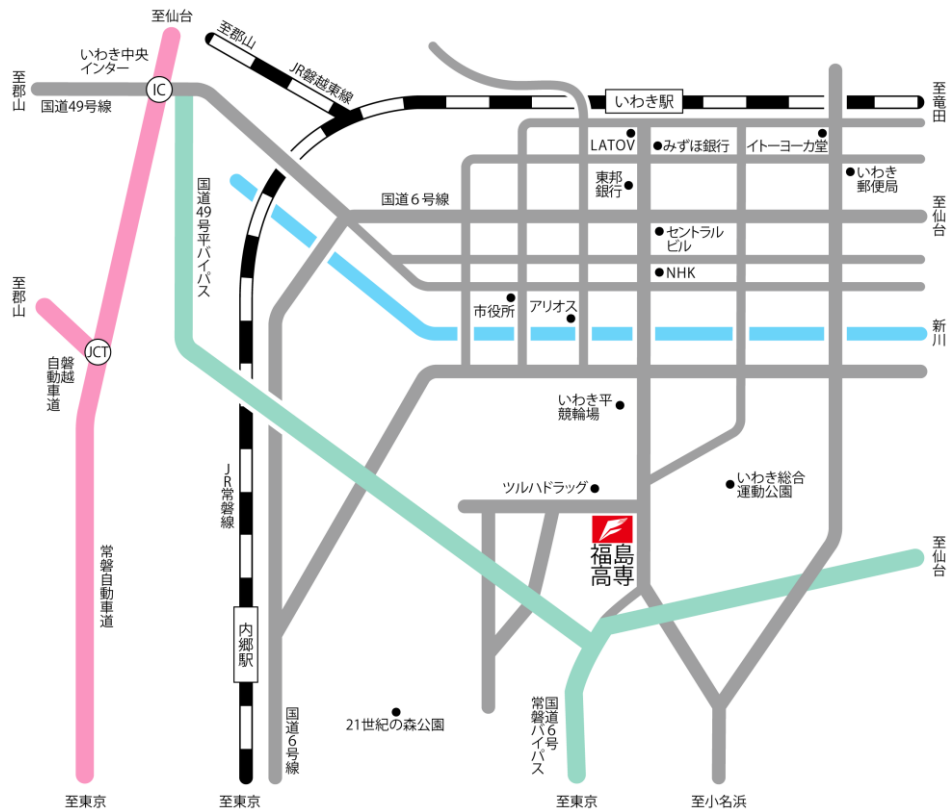 至仙台
至郡山
いわき中央
インター
JR磐越東線
至郡山
IC
国道49号線
いわき駅
至竜田
LATOV
みずほ銀行
イトーヨーカ堂
東邦
銀行
いわき
郵便局
国道49号平バイパス
国道６号線
至仙台
セントラル
ビル
NHK
至郡山
市役所
アリオス
新川
JCT
磐越
自動車道
いわき平
競輪場
JR常磐線
ツルハドラッグ
いわき総合
運動公園
福島
高専
常磐自動車道
至仙台
内郷駅
国道６号線
21世紀の森公園
国道６号
常磐バイパス
至東京
至東京
至東京
至小名浜